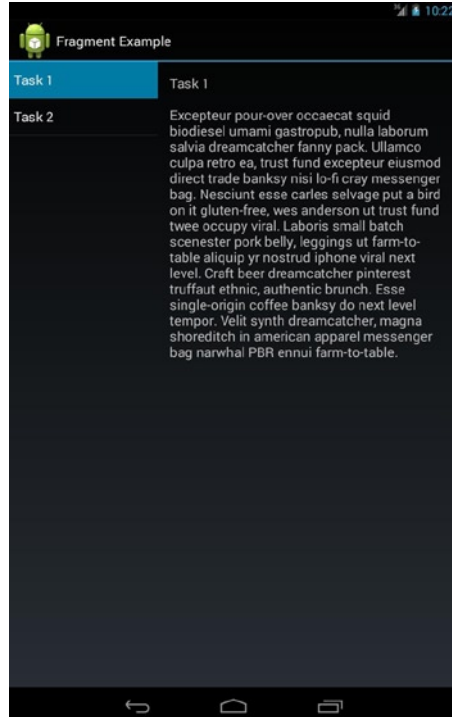 10:22
Fragment Example
Task 1
Task 2
Task 1
Excepteur pour-over occaecat squid
biodiesel umami gastropub, nulla laborum
salvia dreamcatcher fanny pack. Ullamco
culpa retro ea, trust fund excepteur eiusmod
direct trade banksy nisi lo-fi cray messenger
bag. Nesciunt esse carles selvage put a bird
on it gluten-free, wes anderson ut trust fund
twee occupy viral. Laboris small batch
scenester pork belly, leggings ut farm-to-
table aliquip yr nostrud iphone viral next
level. Craft beer dreamcatcher pinterest
truffaut ethnic, authentic brunch. Esse
single-origin coffee banksy do next level
tempor. Velit synth dreamcatcher, magna
shoreditch in american apparel messenger
bag narwhal PBR ennui farm-to-table.